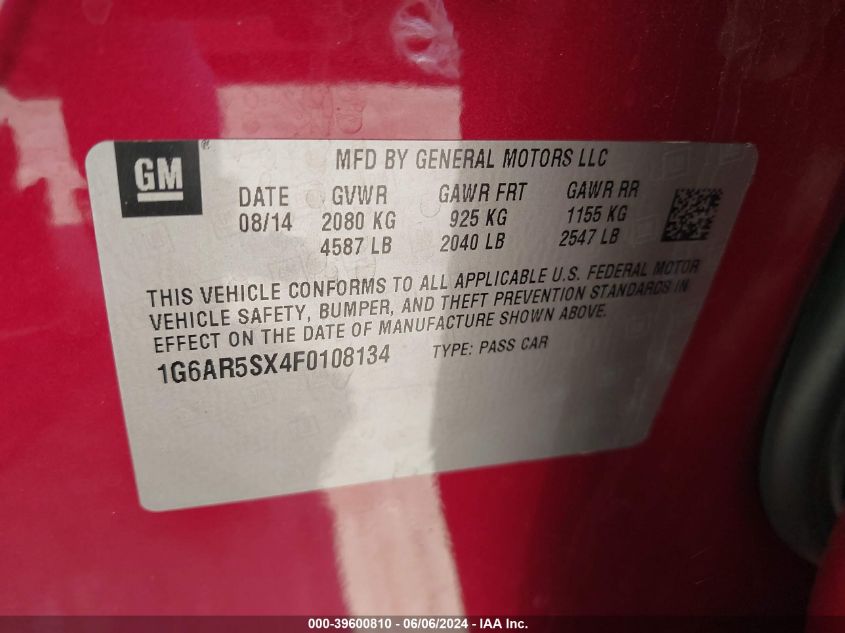 GM ®
MFD BY GENERAL MOTORS LLC
DATE GVWR GAWR FRT GAWR RR
08/14 2080 KG 925 KG 1155 KG
4587 LB 2040 LB 2547 LB
THIS VEHICLE CONFORMS TO ALL APPLICABLE U.S. FEDERAL MOTOR
VEHICLE SAFETY, BUMPER, AND THEFT PREVENTION STANDARDS IN
EFFECT ON THE DATE OF MANUFACTURE SHOWN ABOVE.
1G6AR5SX4F0108134 TYPE: PASS CAR
000-39600810 - 06/06/2024 - IAA Inc.